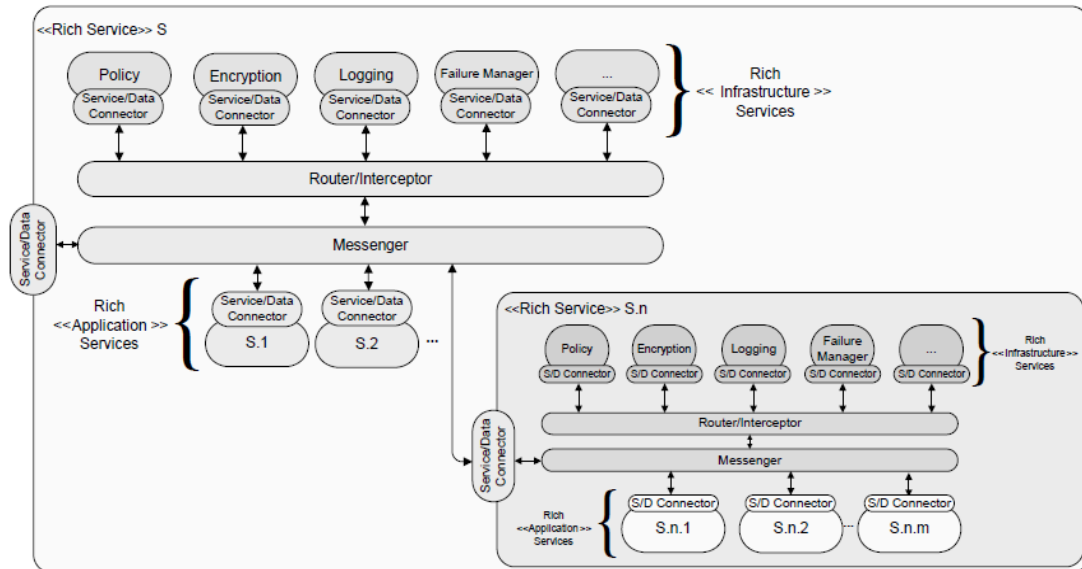 <<Rich Service>> S
Policy
Service/Data
Connector
Encryption
Service/Data
Connector
Logging
Service/Data
Connector
Failure Manager
Service/Data
Connector
...
Service/Data
Connector
Rich
<< Infrastructure >>
Services
Router/Interceptor
Service/Data
Connector
Messenger
Rich
<<Application >>
Services
Service/Data
Connector
S.1
Service/Data
Connector
S.2
...
<<Rich Service>> S.n
Policy
S/D Connector
Encryption
S/D Connector
Logging
S/D Connector
Failure
Manager
S/D Connector
...
S/D Connector
Rich
<<Infrastructure>>
Services
Router/Interceptor
Service/Data
Connector
Messenger
Rich
<<Application>>
Services
S/D Connector
S.n.1
S/D Connector
S.n.2
...
S/D Connector
S.n.m